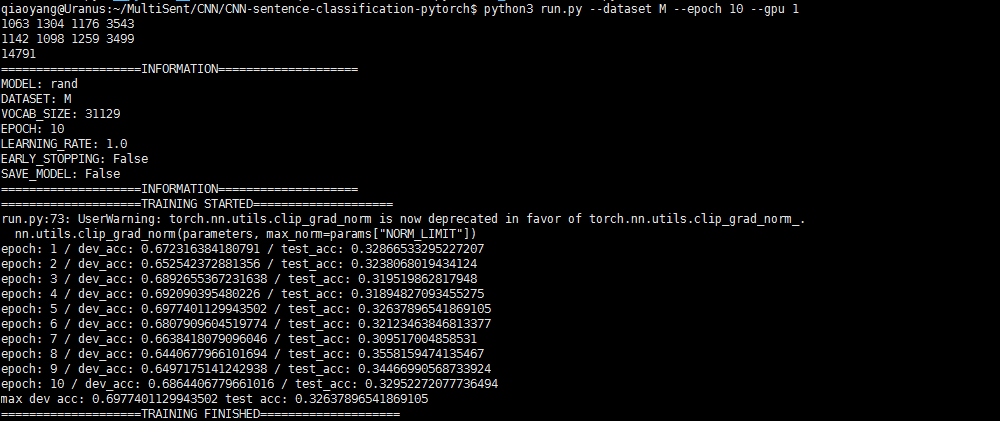 qiaoyang@Uranus:~/MultiSent/CNN/CNN-sentence-classification-pytorch$ python3 run.py --dataset M --epoch 10 --gpu 1
1063 1304 1176 3543
1142 1098 1259 3499
14791
====================INFORMATION====================
MODEL: rand
DATASET: M
VOCAB_SIZE: 31129
EPOCH: 10
LEARNING_RATE: 1.0
EARLY_STOPPING: False
SAVE_MODEL: False
====================INFORMATION====================
====================TRAINING STARTED====================
run.py:73: UserWarning: torch.nn.utils.clip_grad_norm is now deprecated in favor of torch.nn.utils.clip_grad_norm_.
  nn.utils.clip_grad_norm(parameters, max_norm=params["NORM_LIMIT"])
epoch: 1 / dev_acc: 0.672316384180791 / test_acc: 0.32866533295227207
epoch: 2 / dev_acc: 0.652542372881356 / test_acc: 0.3238068019434124
epoch: 3 / dev_acc: 0.6892655367231638 / test_acc: 0.319519862817948
epoch: 4 / dev_acc: 0.692090395480226 / test_acc: 0.31894827093455275
epoch: 5 / dev_acc: 0.6977401129943502 / test_acc: 0.32637896541869105
epoch: 6 / dev_acc: 0.6807909604519774 / test_acc: 0.32123463846813377
epoch: 7 / dev_acc: 0.6638418079096046 / test_acc: 0.309517004858531
epoch: 8 / dev_acc: 0.6440677966101694 / test_acc: 0.3558159474135467
epoch: 9 / dev_acc: 0.6497175141242938 / test_acc: 0.34466990568733924
epoch: 10 / dev_acc: 0.6864406779661016 / test_acc: 0.32952272077736494
max dev acc: 0.6977401129943502 test acc: 0.32637896541869105
====================TRAINING FINISHED====================